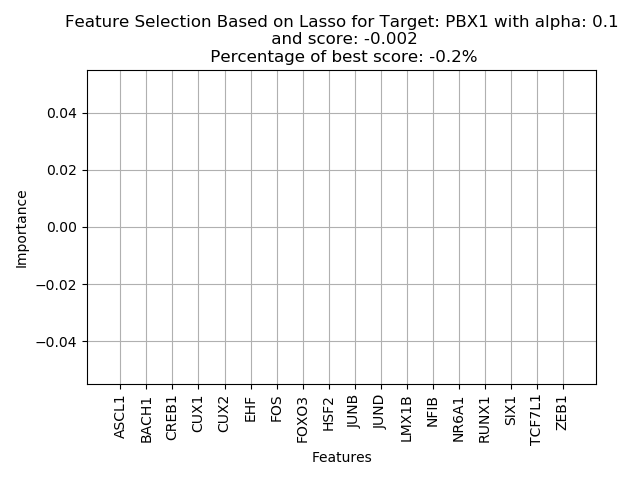 Feature Selection Based on Lasso for Target: PBX1 with alpha: 0.1
and score: -0.002
Percentage of best score: -0.2%
0.04
0.02
0.00
−0.02
−0.04
Importance
ASCL1
BACH1
CREB1
CUX1
CUX2
EHF
FOS
FOXO3
HSF2
JUNB
JUND
LMX1B
NFIB
NR6A1
RUNX1
SIX1
TCF7L1
ZEB1
Features